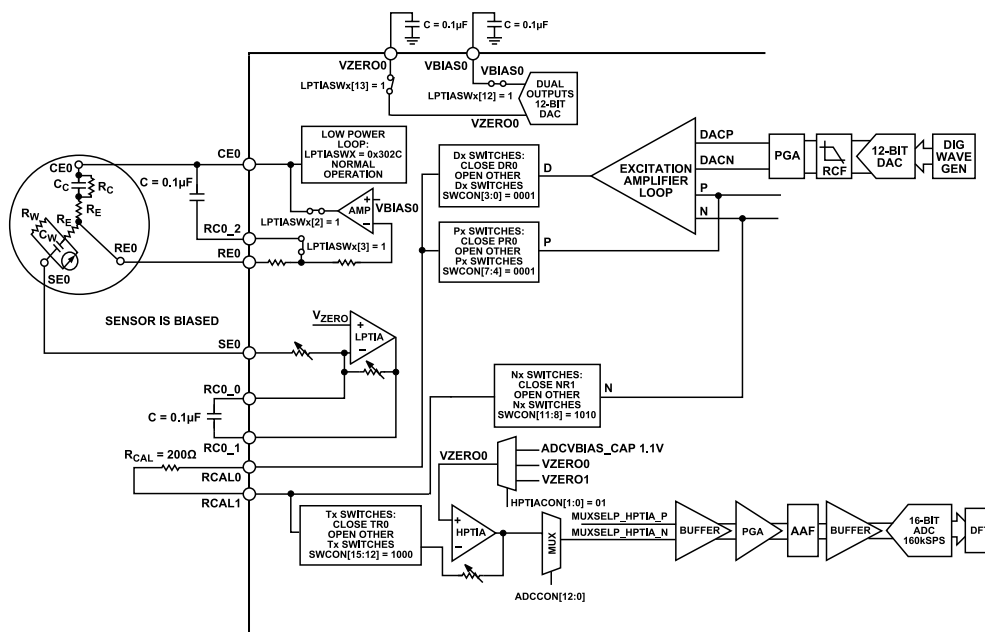 C = 0.1µF
C = 0.1µF
VZERO0
VBIAS0
LPTIASWx[13] = 1
VBIAS0
LPTIASWx[12] = 1
VZERO0
DUAL
OUTPUTS
12-BIT
DAC
CE0
LOW POWER
LOOP:
LPTIASWX = 0x302C
NORMAL
OPERATION
CE0
CC
RC
RE
RW
CW
RE
RE0
SE0
C = 0.1µF
RC0_2
RE0
LPTIASWx[2] = 1
AMP
+
−
VBIAS0
LPTIASWx[3] = 1
Dx SWITCHES:
CLOSE DR0
OPEN OTHER
Dx SWITCHES
SWCON[3:0] = 0001
D
EXCITATION
AMPLIFIER
LOOP
DACP
DACN
P
N
PGA
RCF
12-BIT
DAC
DIG
WAVE
GEN
Px SWITCHES:
CLOSE PR0
OPEN OTHER
Px SWITCHES
SWCON[7:4] = 0001
P
SENSOR IS BIASED
SE0
VZERO
+
LPTIA
−
RC0_0
C = 0.1µF
RC0_1
Nx SWITCHES:
CLOSE NR1
OPEN OTHER
Nx SWITCHES
SWCON[11:8] = 1010
N
RCAL = 200Ω
RCAL0
RCAL1
VZERO0
ADCVBIAS_CAP 1.1V
VZERO0
VZERO1
HPTIACON[1:0] = 01
Tx SWITCHES:
CLOSE TR0
OPEN OTHER
Tx SWITCHES
SWCON[15:12] = 1000
+
HPTIA
−
MUX
ADCCON[12:0]
MUXSELP_HPTIA_P
MUXSELP_HPTIA_N
BUFFER
PGA
AAF
BUFFER
16-BIT
ADC
160kSPS
DFT